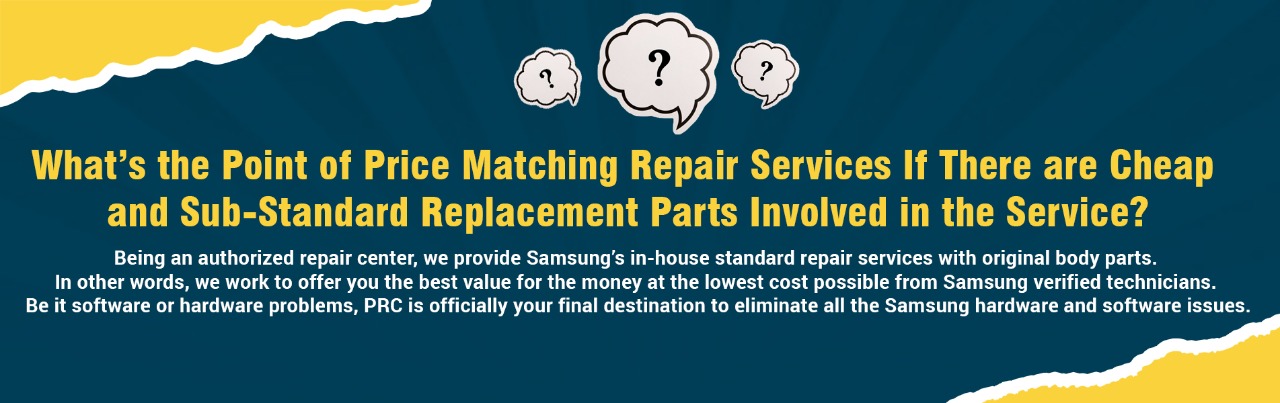 ? ? ?
What's the Point of Price Matching Repair Services If There are Cheap
and Sub-Standard Replacement Parts Involved in the Service?
Being an authorized repair center, we provide Samsung's in-house standard repair services with original body parts.
In other words, we work to offer you the best value for the money at the lowest cost possible from Samsung verified technicians.
Be it software or hardware problems, PRC is officially your final destination to eliminate all the Samsung hardware and software issues.